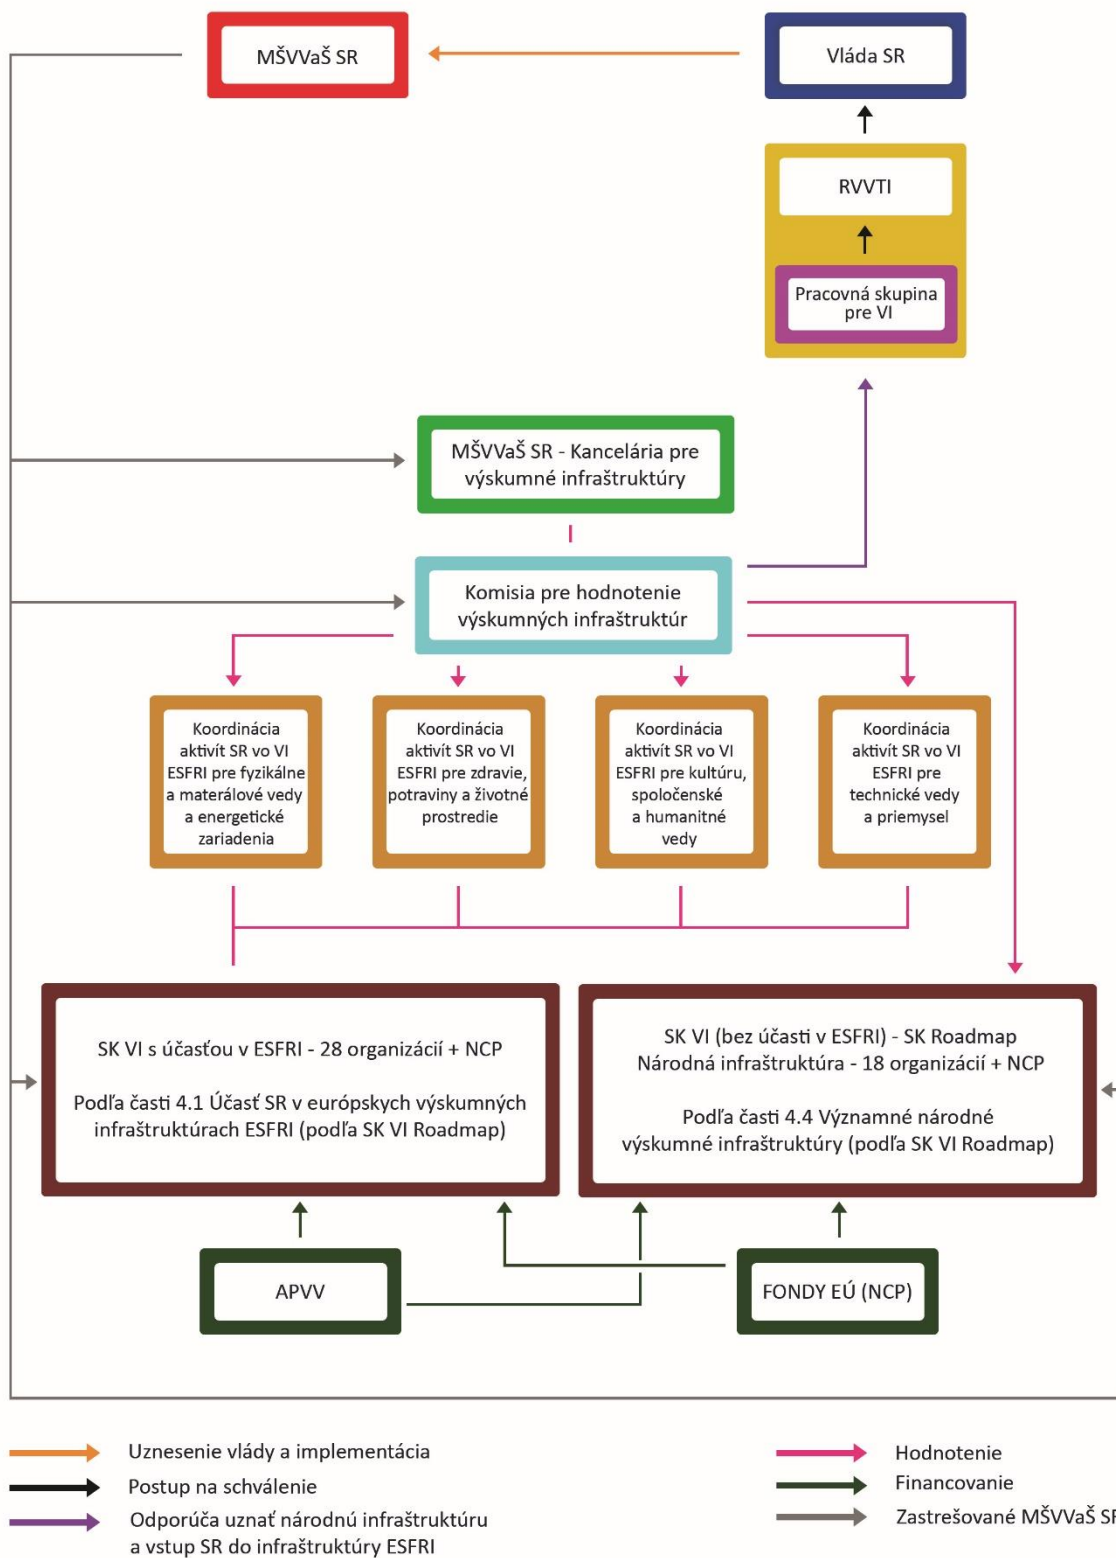 MŠVVaŠ SR
Vláda SR
RVVTI
Pracovná skupina
pre VI
MŠVVaŠ SR - Kancelária pre
výskumné infraštruktúry
Komisia pre hodnotenie
výskumných infraštruktúr
Koordinácia
aktivít SR vo VI
ESFRI pre fyzikálne
a materálové vedy
a energetické
zariadenia
Koordinácia
aktivít SR vo VI
ESFRI pre zdravie,
potraviny a životné
prostredie
Koordinácia
aktivít SR vo VI
ESFRI pre kultúru,
spoločenské
a humanitné
vedy
Koordinácia
aktivít SR vo VI
ESFRI pre
technické vedy
a priemysel
SK VI s účasťou v ESFRI - 28 organizácií + NCP
Podľa časti 4.1 Účasť SR v európskych výskumných
infraštruktúrach ESFRI (podľa SK VI Roadmap)
SK VI (bez účasti v ESFRI) - SK Roadmap
Národná infraštruktúra - 18 organizácií + NCP
Podľa časti 4.4 Významné národné
výskumné infraštruktúry (podľa SK VI Roadmap)
APVV
FONDY EÚ (NCP)
Uznesenie vlády a implementácia
Postup na schválenie
Odporúča uznať národnú infraštruktúru
a vstup SR do infraštruktúry ESFRI
Hodnotenie
Financovanie
Zastrešované MŠVVaŠ SR